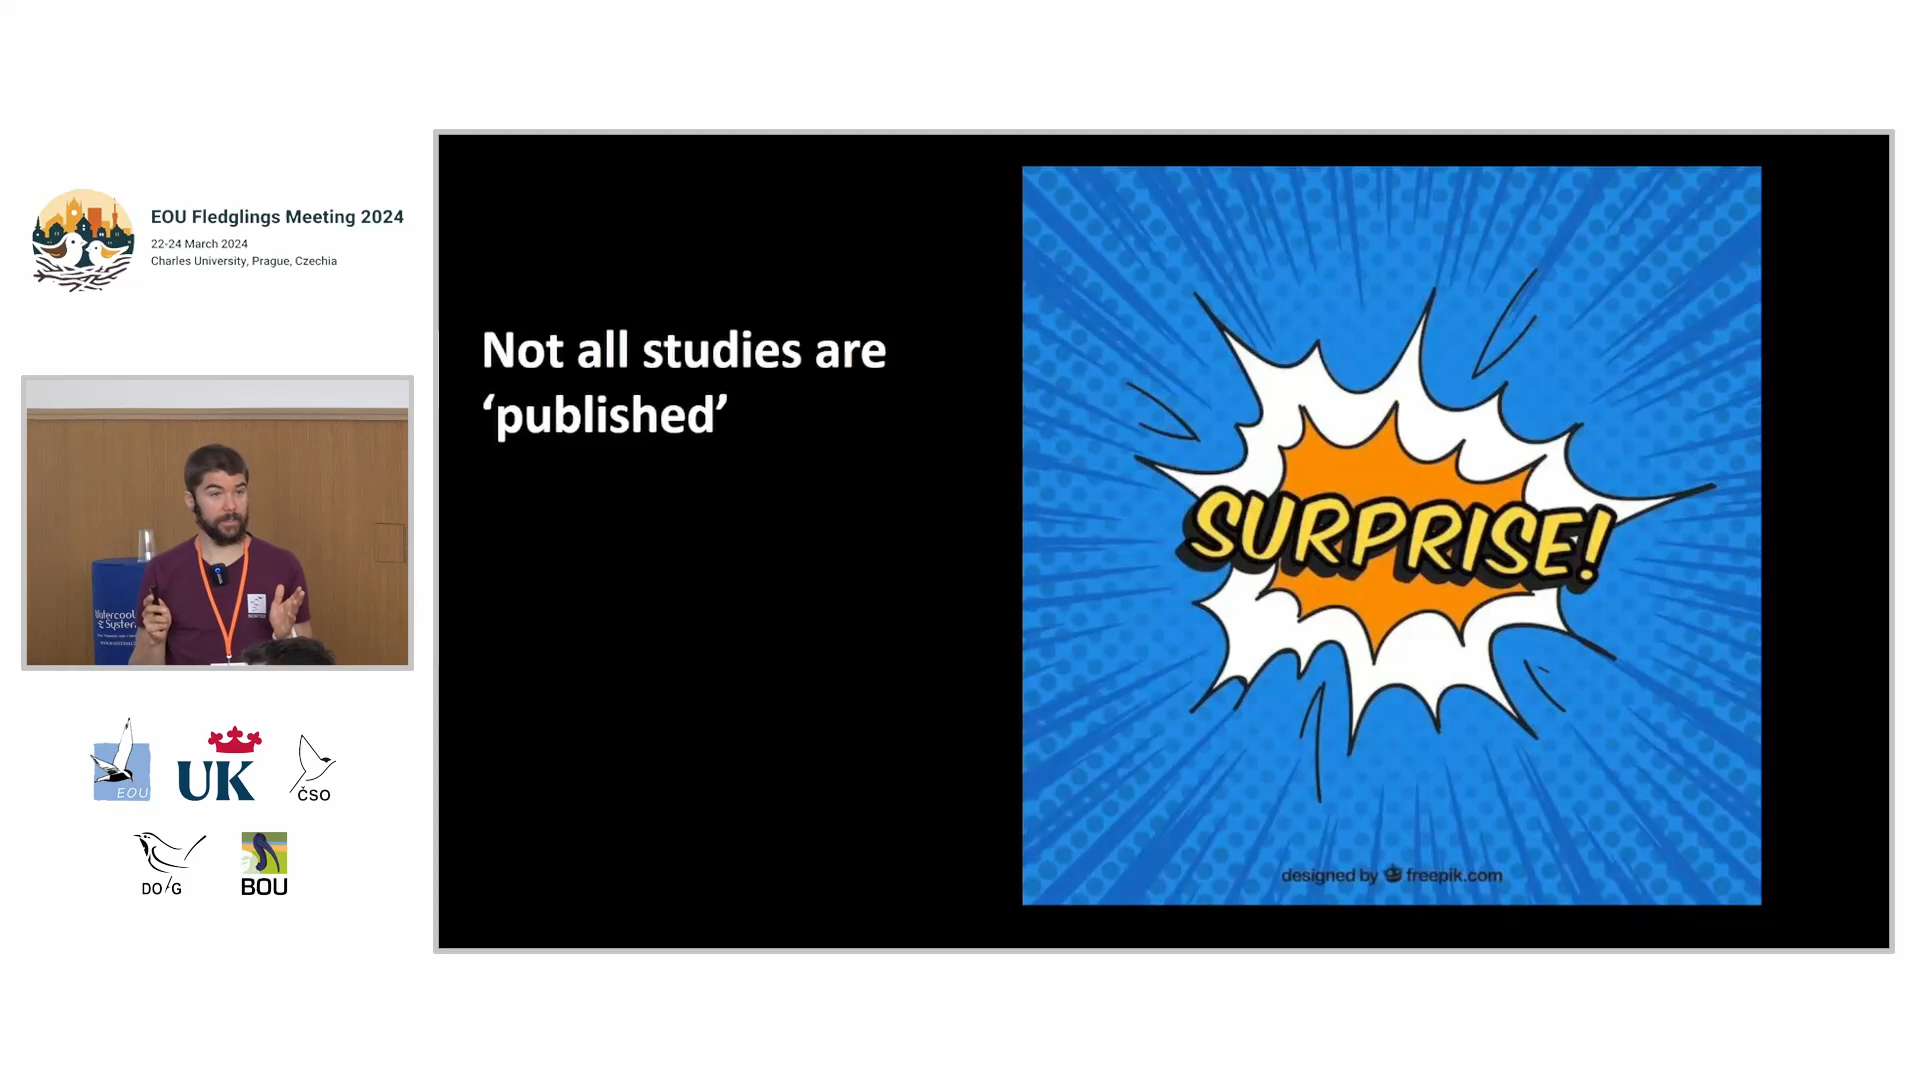 EOU Fledglings Meeting 2024
22-24 March 2024
Charles University, Prague, Czechia
Not all studies are
‘published’
SURPRISE!
designed by freepik.com
EOU
UK
ČSO
DO/G
BOU